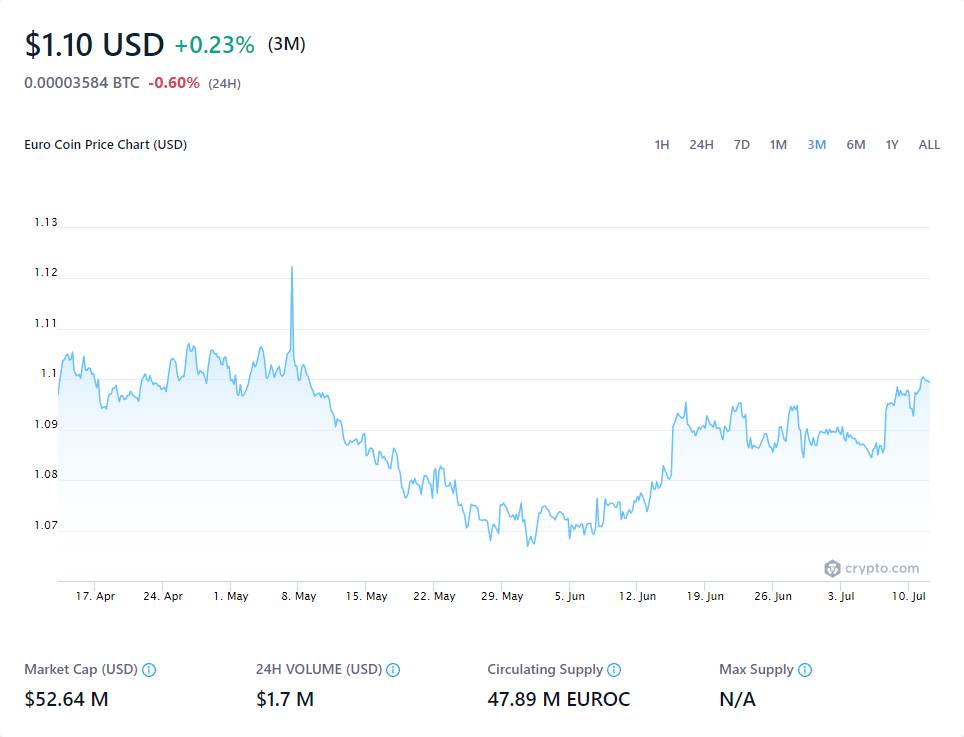 $1.10 USD +0.23% (3M)
0.00003584 BTC -0.60% (24H)
Euro Coin Price Chart (USD) 1H 24H 7D 1M 3M 6M 1Y ALL
1.13
1.12
1.11
1.1
1.09
1.08
1.07
crypto.com
17. Apr 24. Apr 1. May 8. May 15. May 22. May 29. May 5. Jun 12. Jun 19. Jun 26. Jun 3. Jul 10. Jul
Market Cap (USD) 24H VOLUME (USD) Circulating Supply Max Supply
$52.64 M $1.7 M 47.89 M EUROC N/A